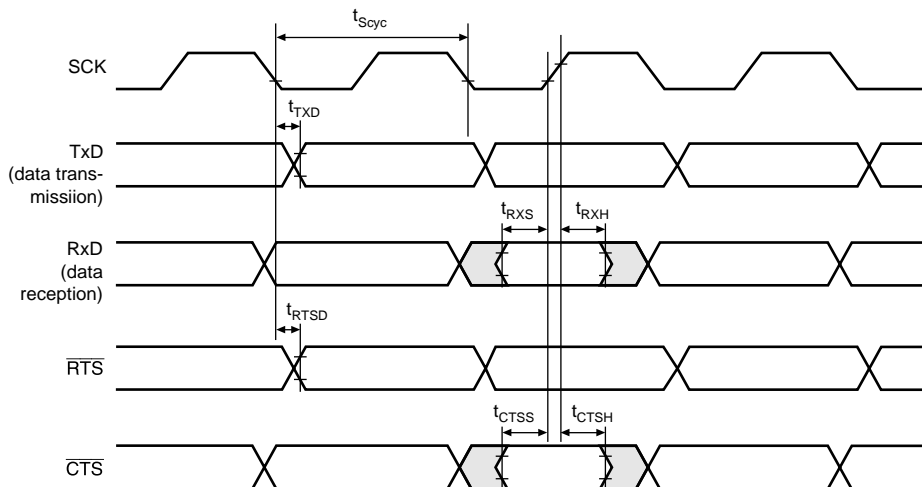 tScyc
SCK
tTXD
TxD
(data trans-
missiion)
tRXS
tRXH
RxD
(data
reception)
tRTSD
RTS
tCTSS
tCTSH
CTS